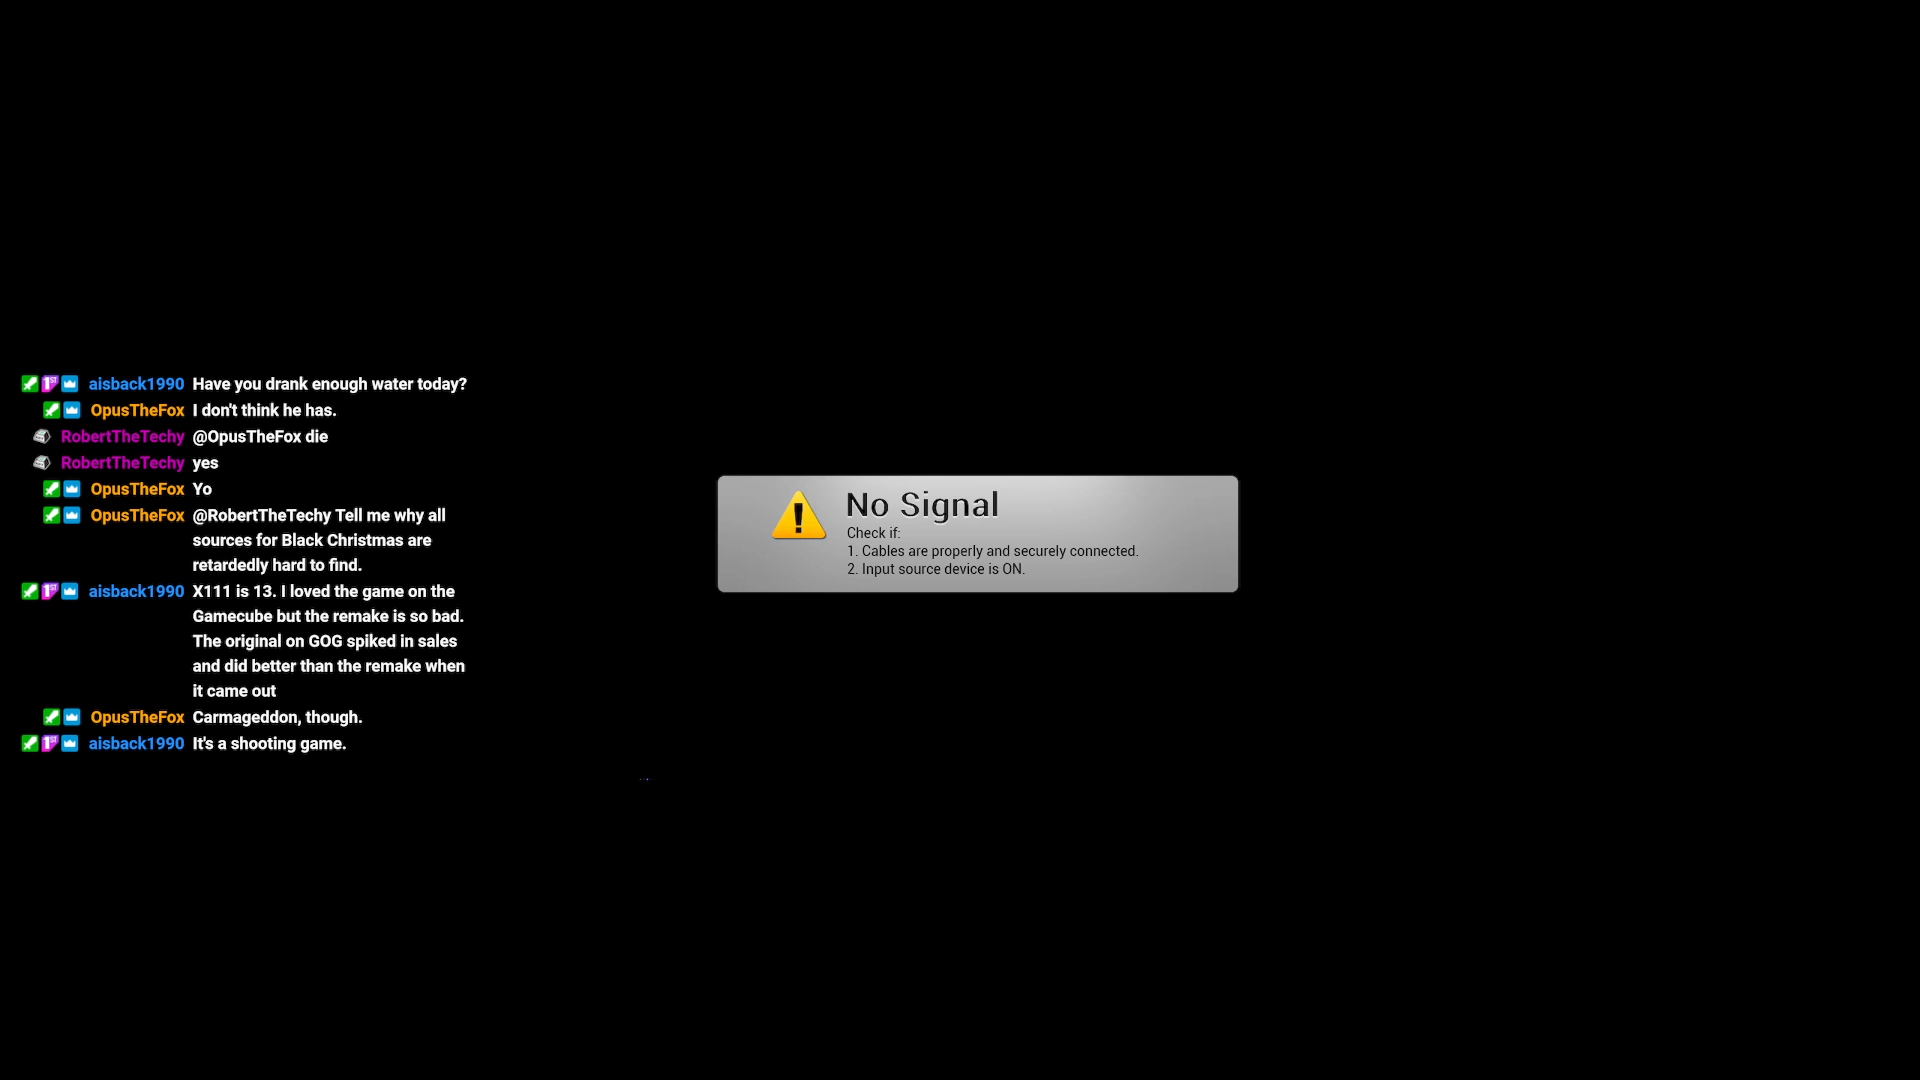 aisback1990 Have you drank enough water today?
OpusTheFox I don't think he has.
RobertTheTechy @OpusTheFox die
RobertTheTechy yes
OpusTheFox Yo
OpusTheFox @RobertTheTechy Tell me why all
sources for Black Christmas are
retardedly hard to find.
aisback1990 X111 is 13. I loved the game on the
Gamecube but the remake is so bad.
The original on GOG spiked in sales
and did better than the remake when
it came out
OpusTheFox Carmageddon, though.
aisback1990 It's a shooting game.
No Signal
Check if:
1. Cables are properly and securely connected.
2. Input source device is ON.